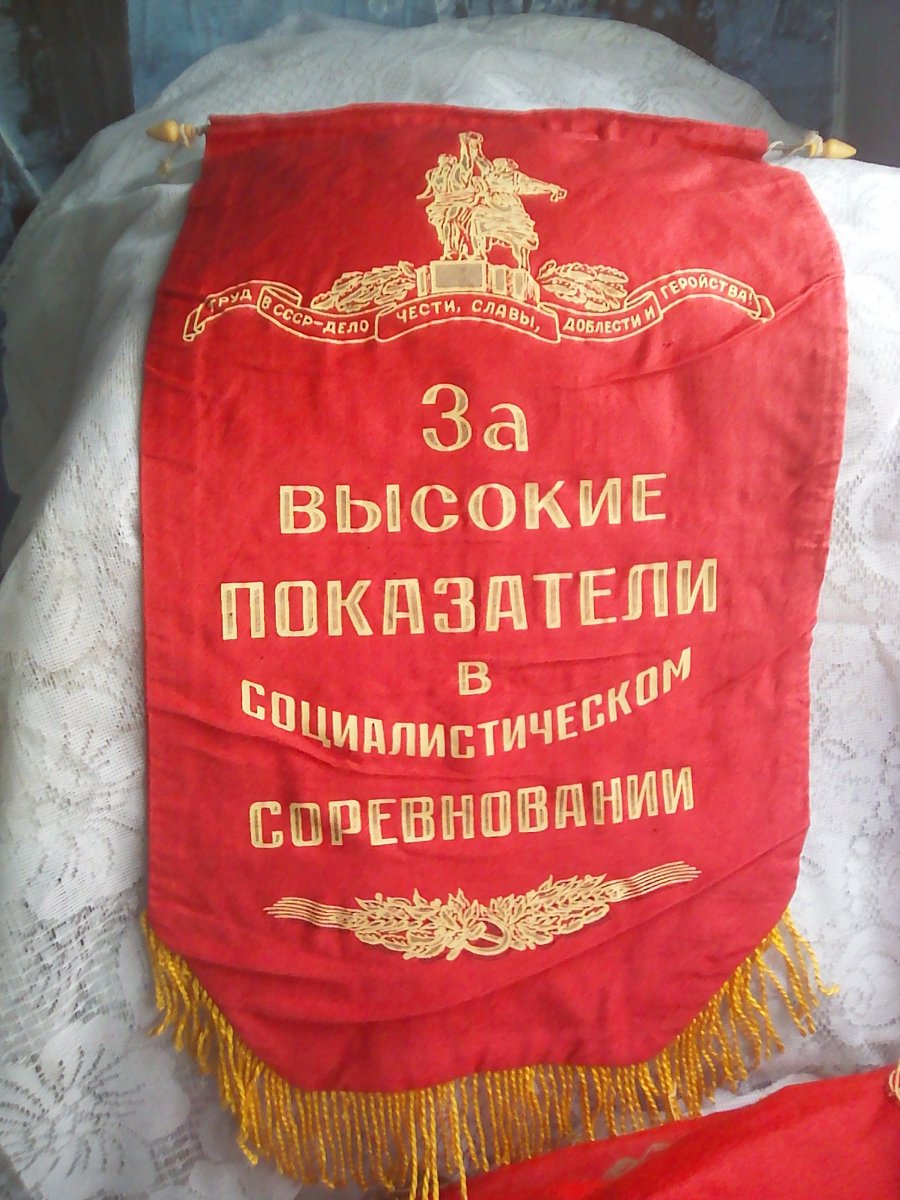 ТРУД В СССР-ДЕЛО ЧЕСТИ, СЛАВЫ, ДОБЛЕСТИ И ГЕРОЙСТВА!
За
ВЫСОКИЕ
ПОКАЗАТЕЛИ
В
СОЦИАЛИСТИЧЕСКОМ
СОРЕВНОВАНИИ